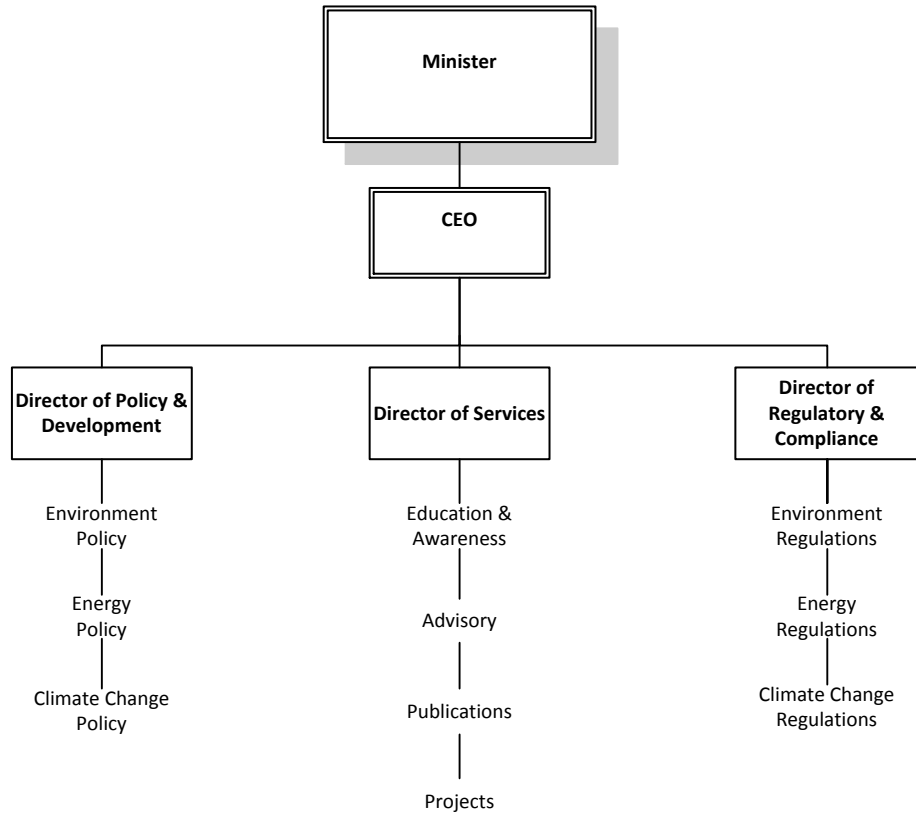 Minister
CEO
Director of Policy &
Development
Director of Services
Director of
Regulatory &
Compliance
Environment
Policy
Education &
Awareness
Environment
Regulations
Energy
Policy
Advisory
Energy
Regulations
Climate Change
Policy
Publications
Climate Change
Regulations
Projects